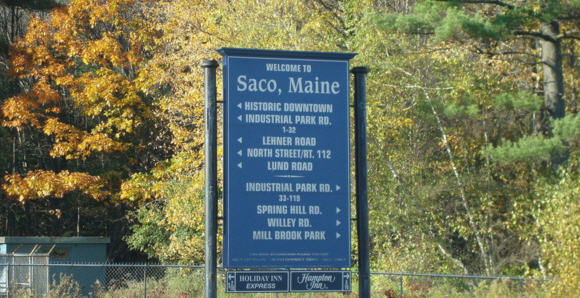 WELCOME TO
Saco, Maine
HISTORIC DOWNTOWN
INDUSTRIAL PARK RD.
1-32
LEHNER ROAD
NORTH STREET/RT. 112
LUND ROAD
INDUSTRIAL PARK RD.
33-119
SPRING HILL RD.
WILLEY RD.
MILL BROOK PARK
HOLIDAY INN
EXPRESS
Hampton
Inn